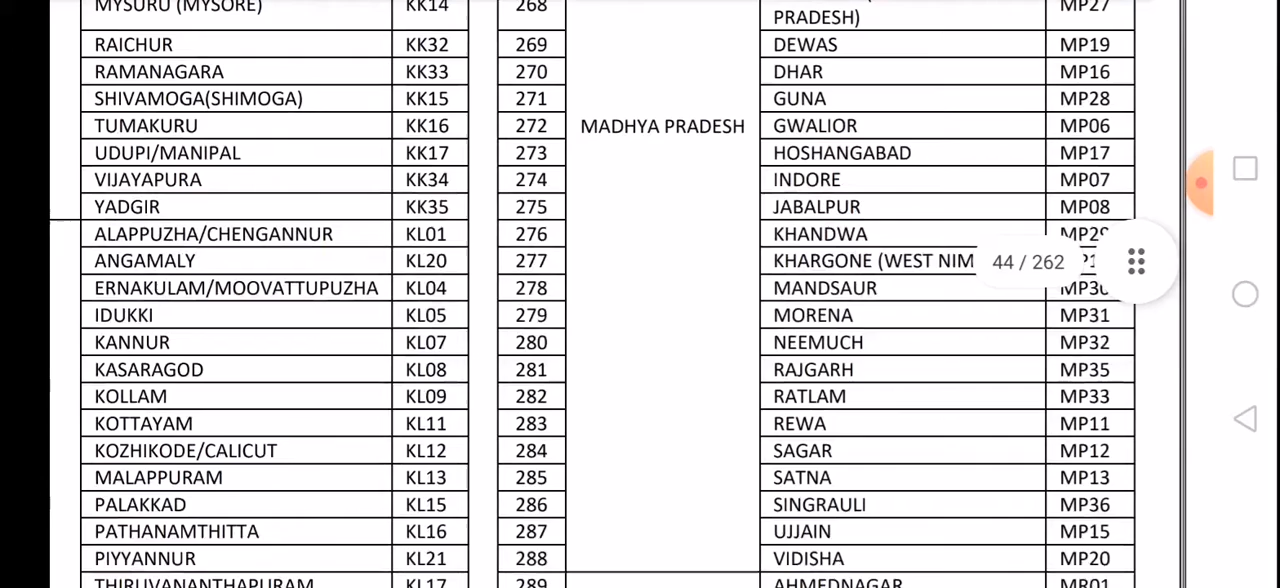 MYSURU (MYSORE) KK14 268 MP27
PRADESH)
RAICHUR KK32 269 DEWAS MP19
RAMANAGARA KK33 270 DHAR MP16
SHIVAMOGA(SHIMOGA) KK15 271 GUNA MP28
TUMAKURU KK16 272 MADHYA PRADESH GWALIOR MP06
UDUPI/MANIPAL KK17 273 HOSHANGABAD MP17
VIJAYAPURA KK34 274 INDORE MP07
YADGIR KK35 275 JABALPUR MP08
ALAPPUZHA/CHENGANNUR KL01 276 KHANDWA MP29
ANGAMALY KL20 277 KHARGONE (WEST NIM 44 / 262
ERNAKULAM/MOOVATTUPUZHA KL04 278 MANDSAUR MP30
IDUKKI KL05 279 MORENA MP31
KANNUR KL07 280 NEEMUCH MP32
KASARAGOD KL08 281 RAJGARH MP35
KOLLAM KL09 282 RATLAM MP33
KOTTAYAM KL11 283 REWA MP11
KOZHIKODE/CALICUT KL12 284 SAGAR MP12
MALAPPURAM KL13 285 SATNA MP13
PALAKKAD KL15 286 SINGRAULI MP36
PATHANAMTHITTA KL16 287 UJJAIN MP15
PIYYANNUR KL21 288 VIDISHA MP20
THIRUVANANTHAPURAM KL17 289 AHMEDNAGAR MR01